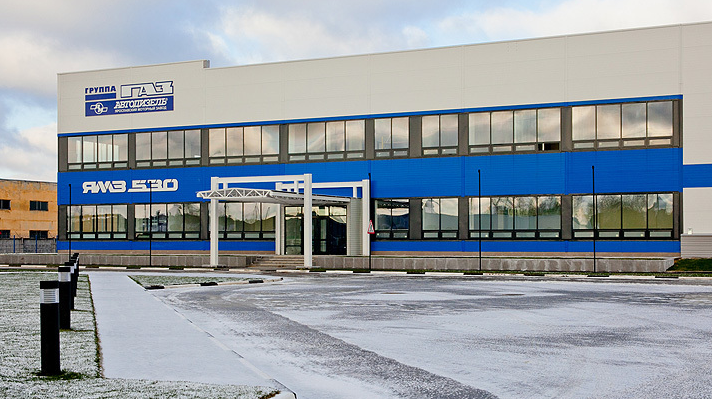 ГРУППА ГАЗ
АВТОДИЗЕЛЬ
ЯРОСЛАВСКИЙ МОТОРНЫЙ ЗАВОД
ЯМЗ 530